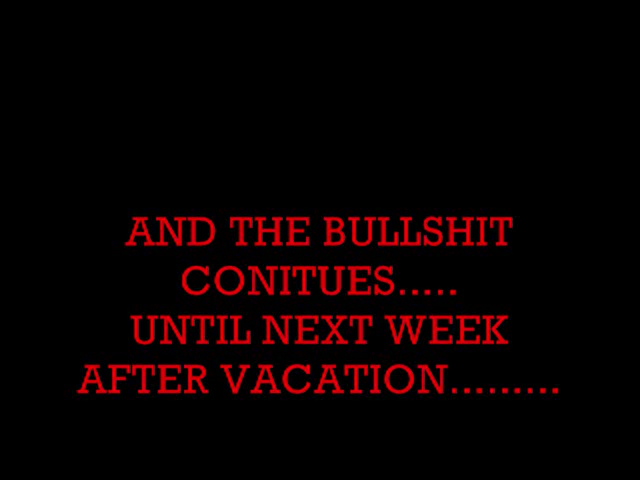 AND THE BULLSHIT
CONITUES.....
UNTIL NEXT WEEK
AFTER VACATION.........